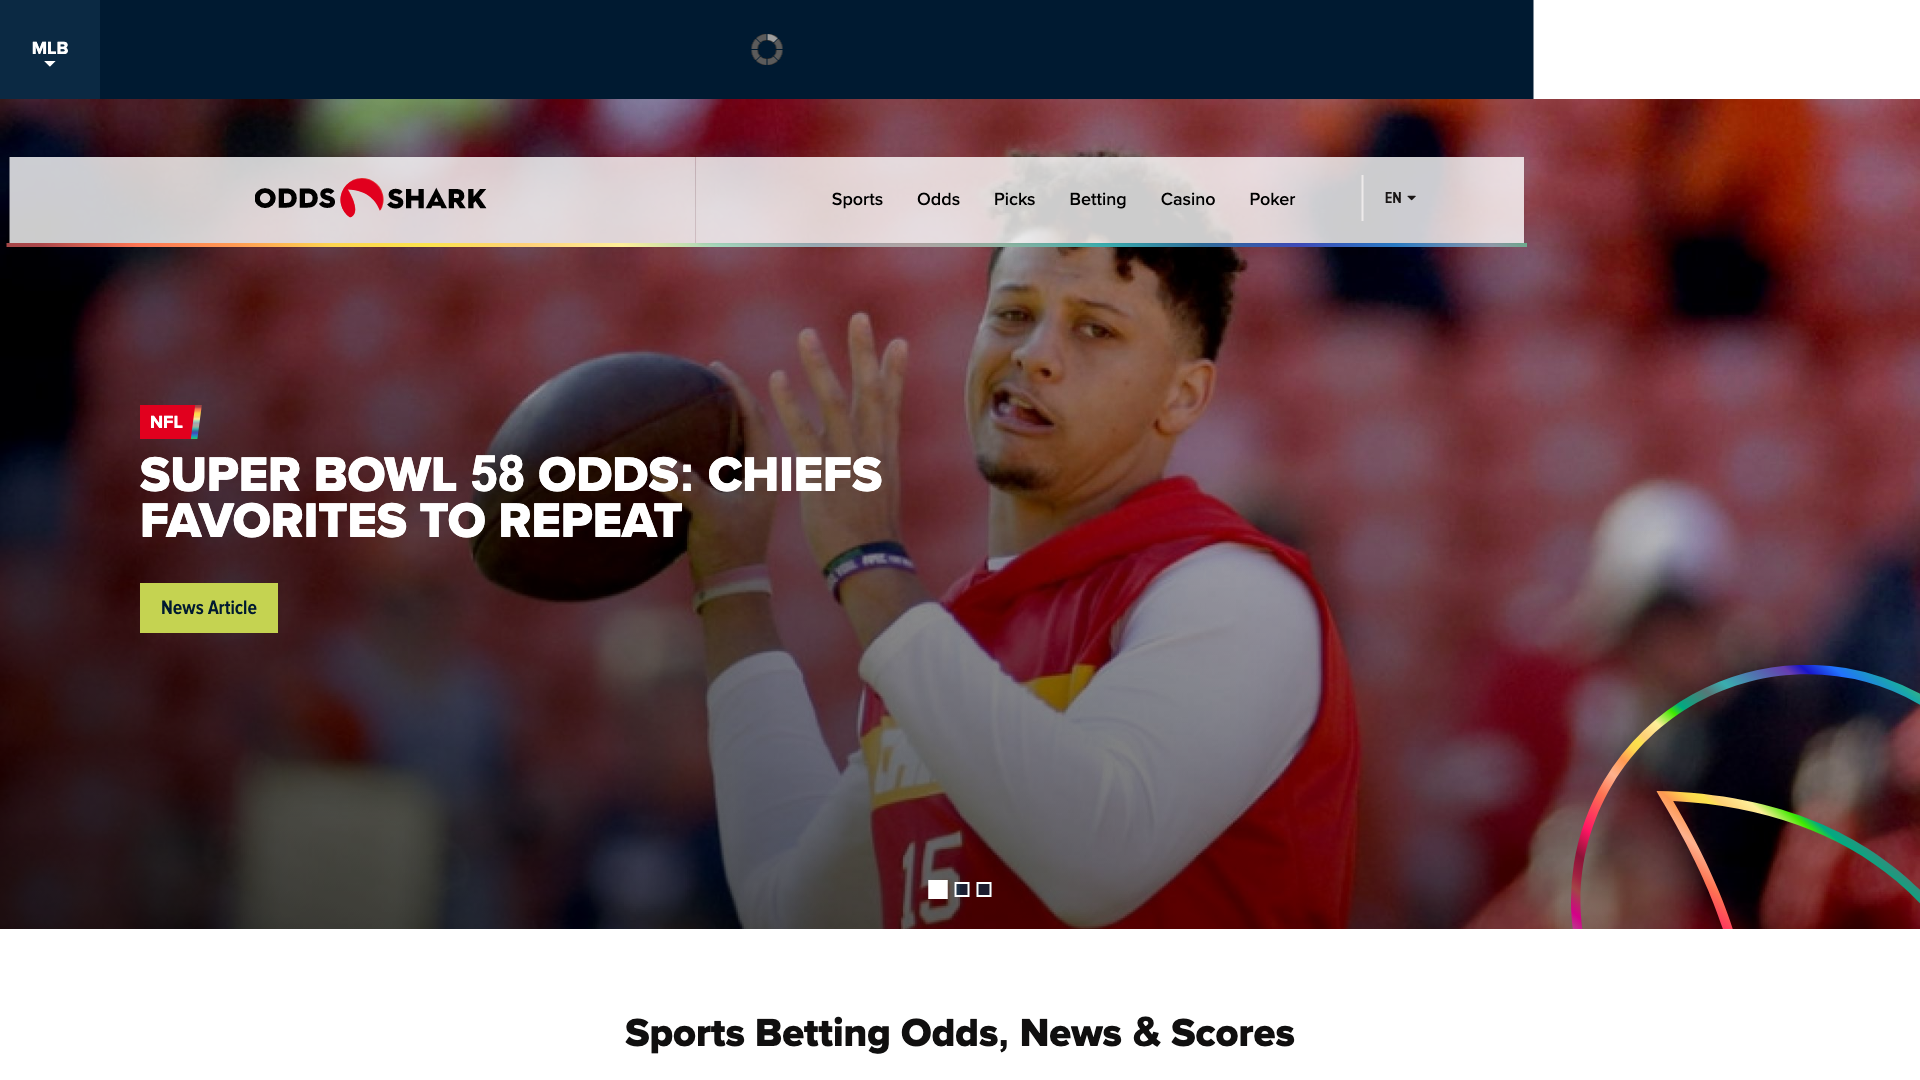 MLB
ODDS SHARK
Sports Odds Picks Betting Casino Poker EN
NFL
SUPER BOWL 58 ODDS: CHIEFS
FAVORITES TO REPEAT
News Article
15
Sports Betting Odds, News & Scores